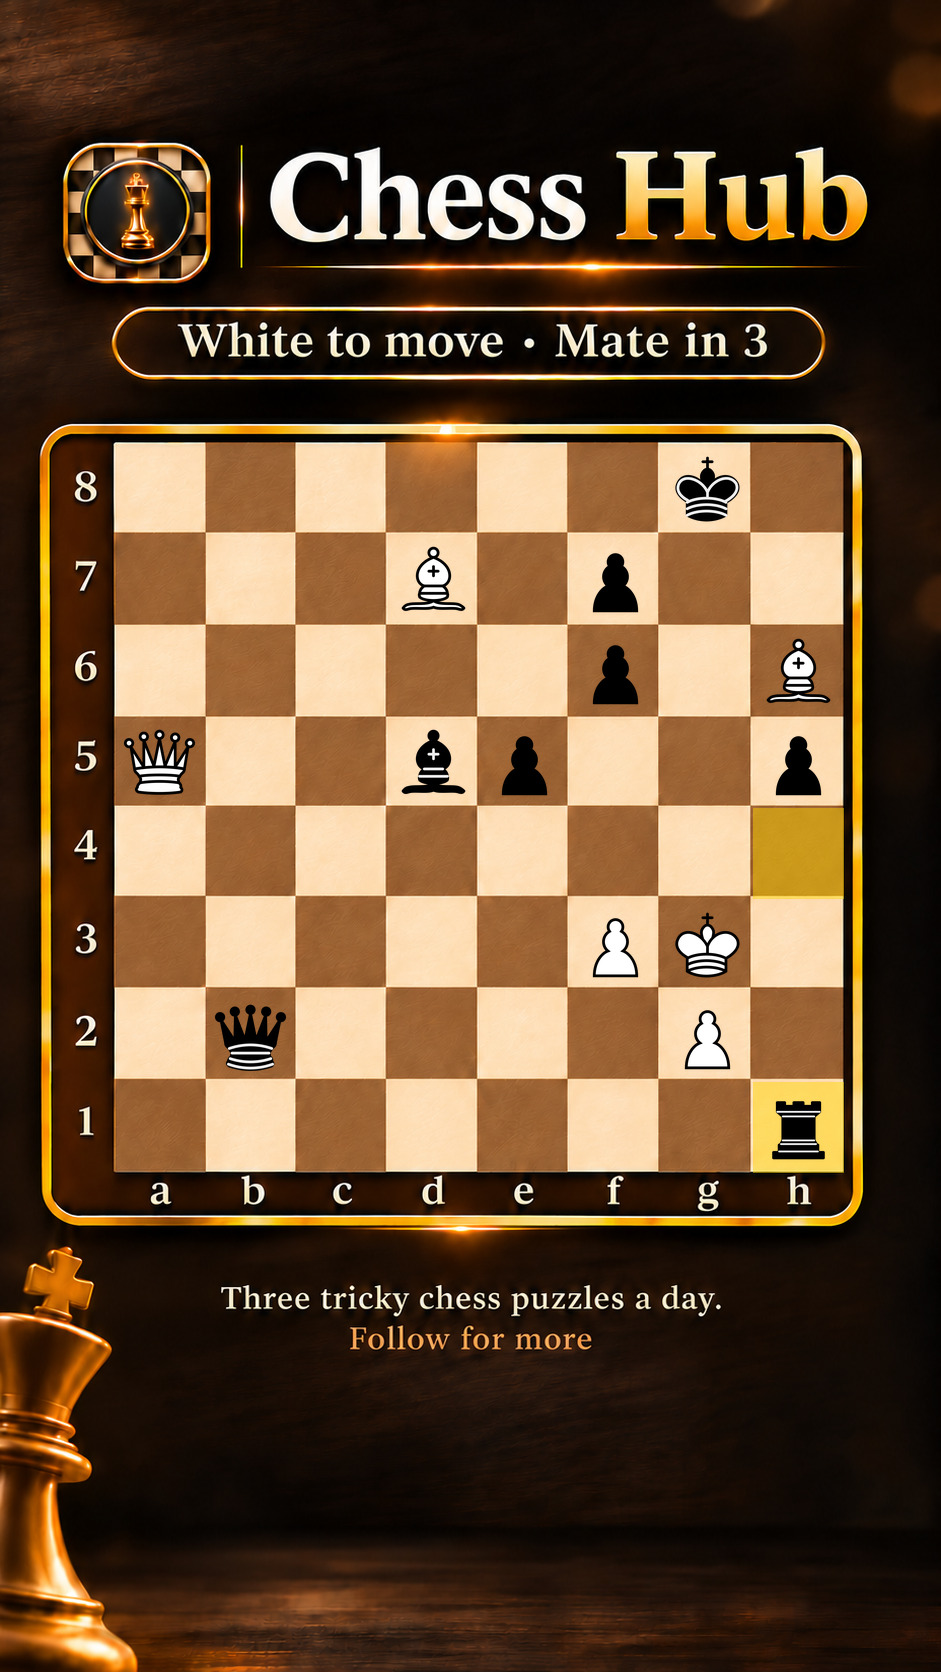 Chess Hub
White to move • Mate in 3
8
7
6
5
4
3
2
1
a b c d e f g h
Three tricky chess puzzles a day.
Follow for more